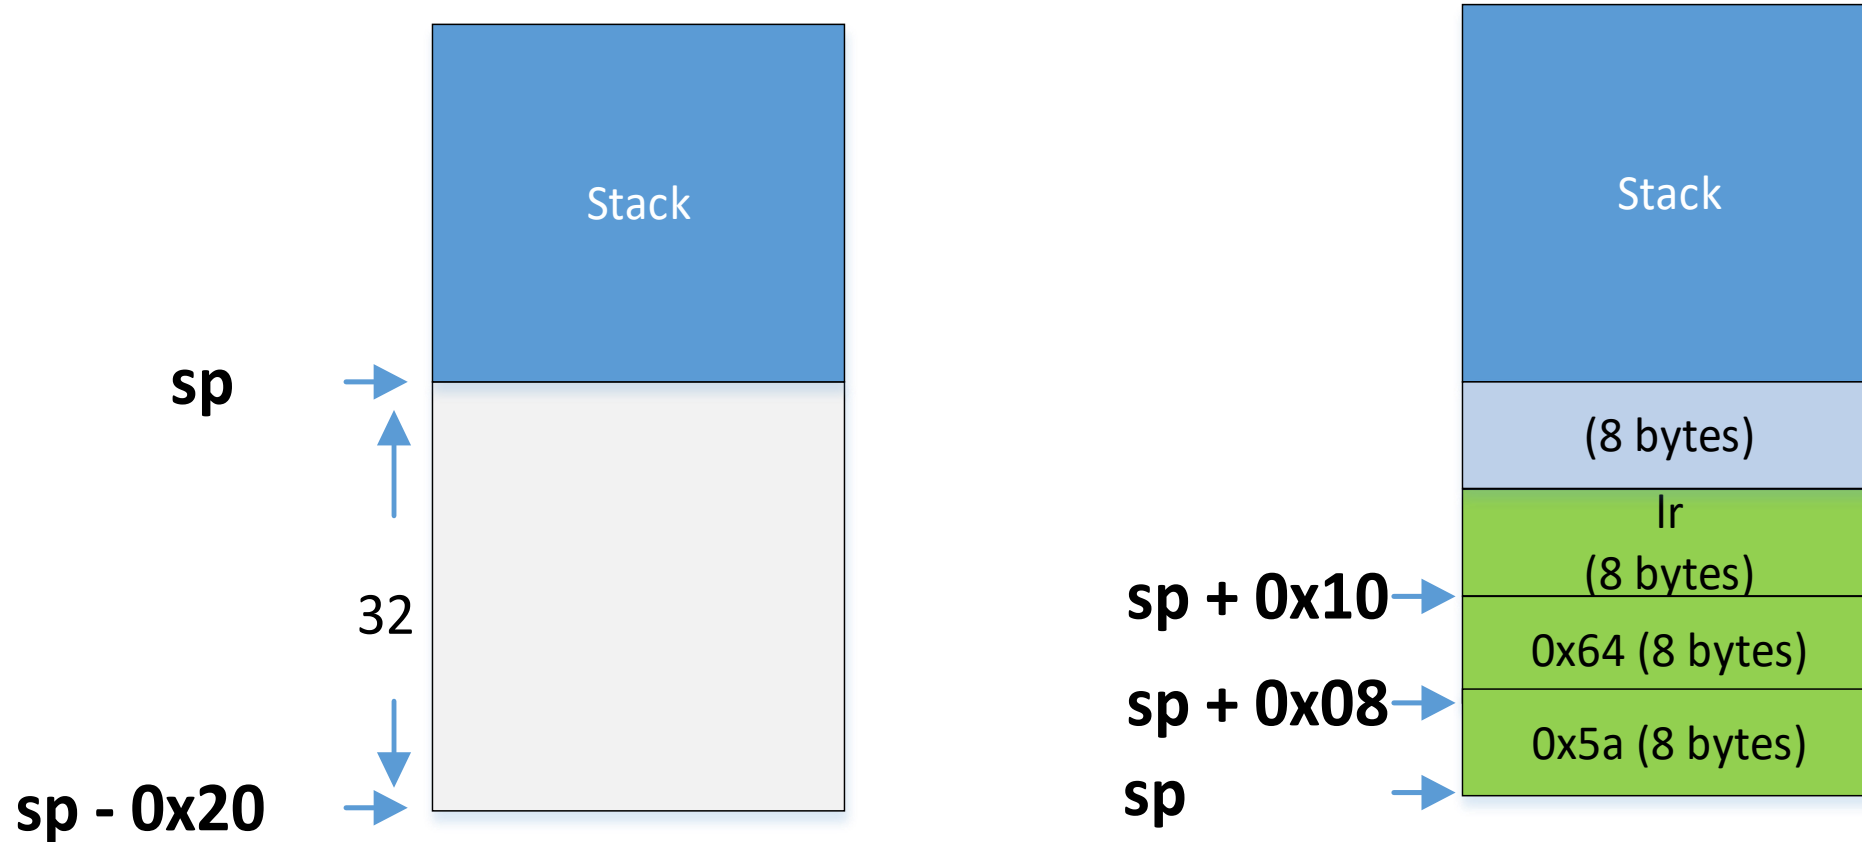 Stack
sp
32
sp - 0x20
Stack
(8 bytes)
lr
(8 bytes)
sp + 0x10
0x64 (8 bytes)
sp + 0x08
0x5a (8 bytes)
sp